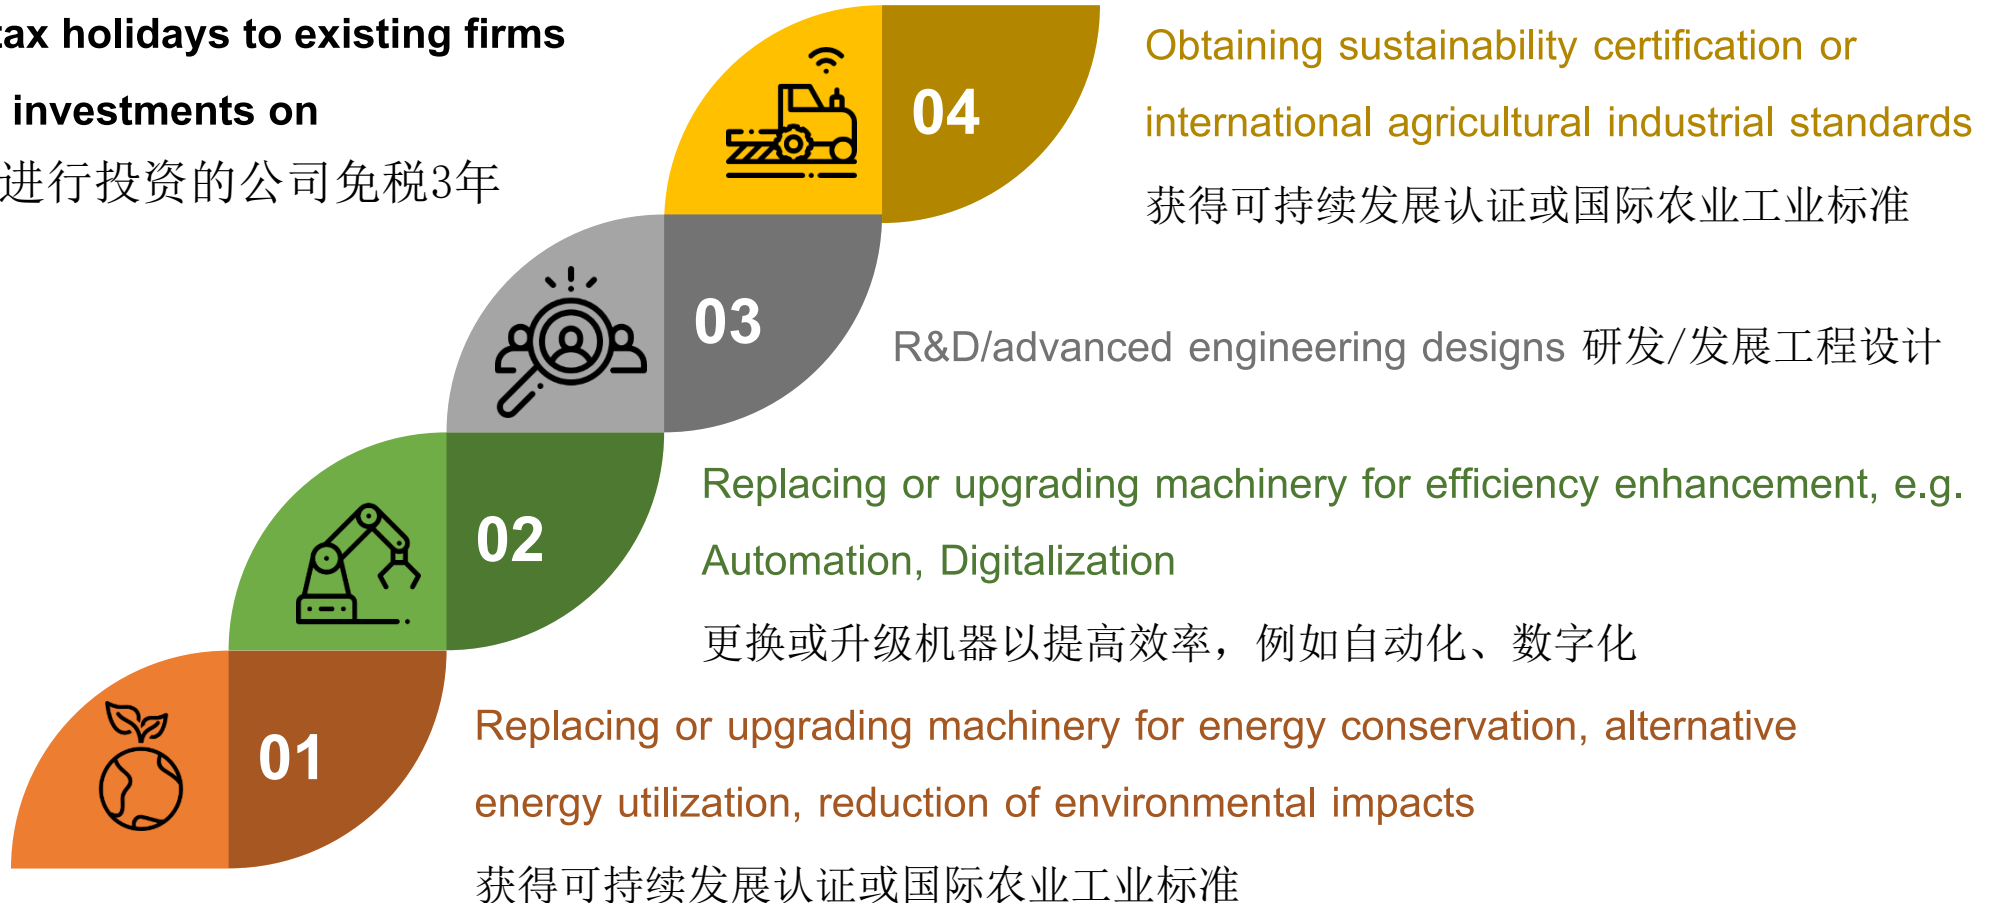 tax holidays to existing firms
investments on
进行投资的公司免税3年
04
Obtaining sustainability certification or
international agricultural industrial standards
获得可持续发展认证或国际农业工业标准
03
R&D/advanced engineering designs 研发/发展工程设计
02
Replacing or upgrading machinery for efficiency enhancement, e.g.
Automation, Digitalization
更换或升级机器以提高效率，例如自动化、数字化
01
Replacing or upgrading machinery for energy conservation, alternative
energy utilization, reduction of environmental impacts
获得可持续发展认证或国际农业工业标准